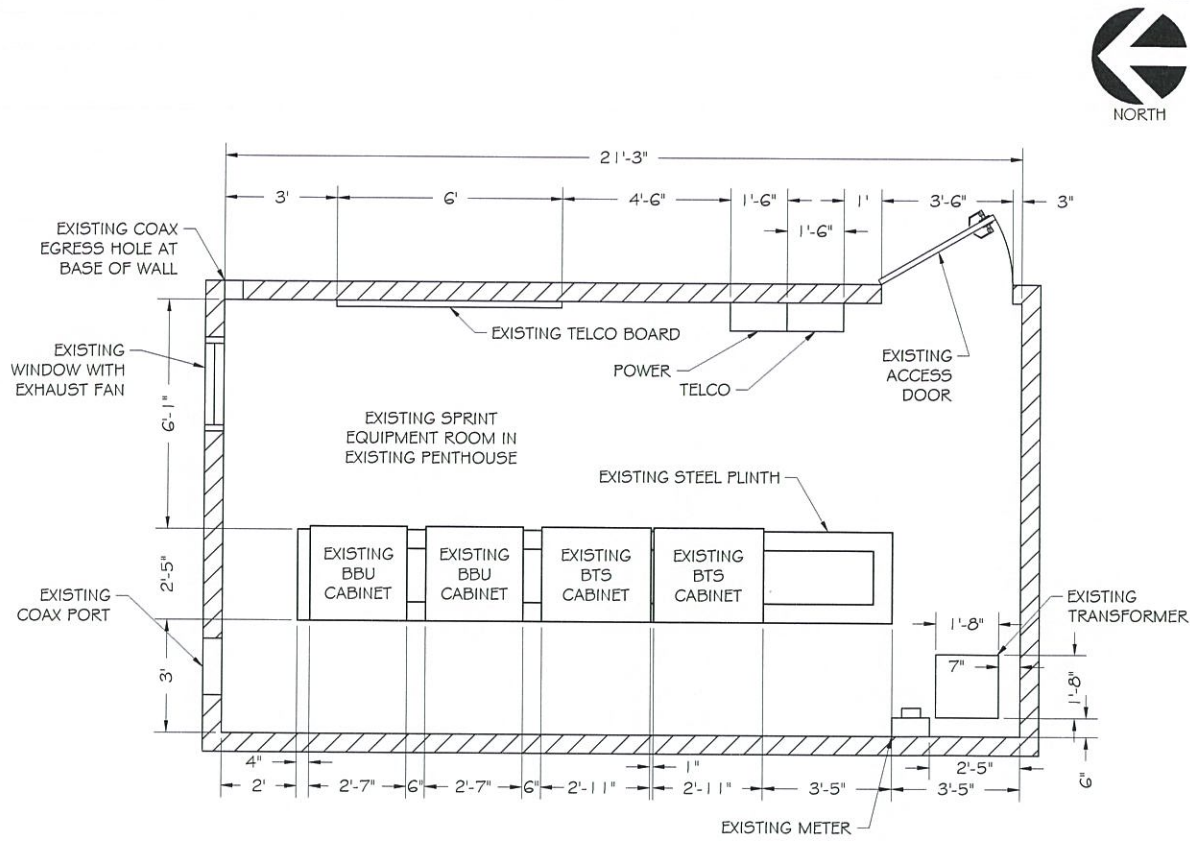 NORTH
21'-3"
3'
6'
4'-6"
1'-6"
1'
3'-6"
3"
1'-6"
EXISTING COAX
EGRESS HOLE AT
BASE OF WALL
EXISTING TELCO BOARD
EXISTING
WINDOW WITH
EXHAUST FAN
POWER
TELCO
EXISTING
ACCESS
DOOR
6'-1"
EXISTING SPRINT
EQUIPMENT ROOM IN
EXISTING PENTHOUSE
EXISTING STEEL PLINTH
EXISTING
BBU
CABINET
EXISTING
BBU
CABINET
EXISTING
BTS
CABINET
EXISTING
BTS
CABINET
2'-5"
EXISTING
COAX PORT
EXISTING
TRANSFORMER
1'-8"
7"
1'-8"
3'
6"
4"
1"
2'-5"
2'
2'-7"
6"
2'-7"
6"
2'-11"
2'-11"
3'-5"
3'-5"
EXISTING METER